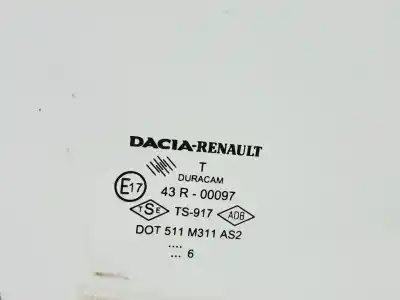 DACIA-RENAULT
T
DURACAM
E17 43 R - 00097
TSE TS-917 ADB
DOT 511 M311 AS2
....
... 6